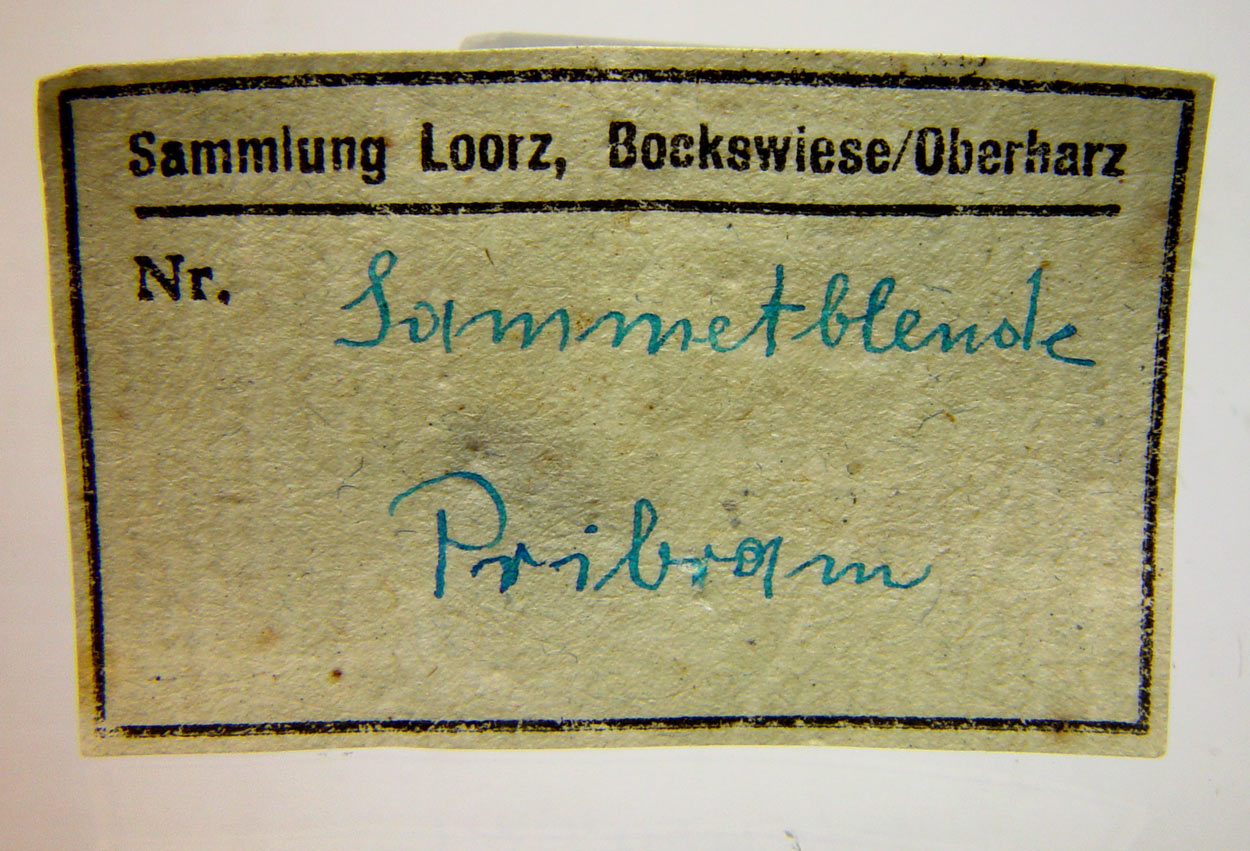 Sammlung Loorz, Bockswiese/Oberharz
Nr. Sammetblende
Pribram